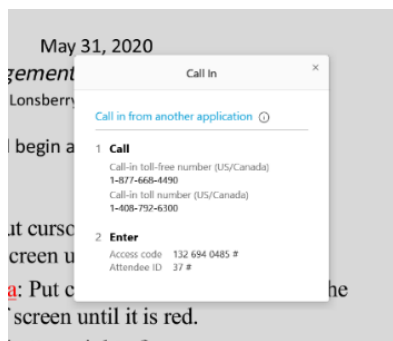 May 31, 2020
gement
Lonsberry
l begin a
ut curso
creen u
a: Put c he
screen until it is red.
Call In
×
Call in from another application
1 Call
Call-in toll-free number (US/Canada)
1-877-668-4490
Call-in toll number (US/Canada)
1-408-792-6300
2 Enter
Access code 132 694 0485 #
Attendee ID 37 #